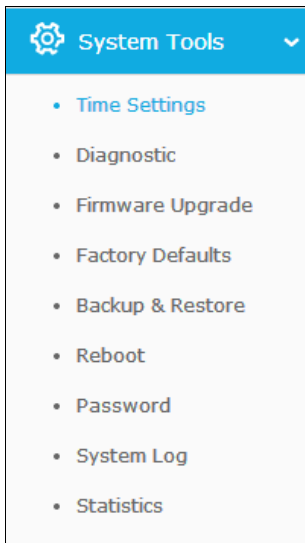 System Tools
Time Settings
Diagnostic
Firmware Upgrade
Factory Defaults
Backup & Restore
Reboot
Password
System Log
Statistics